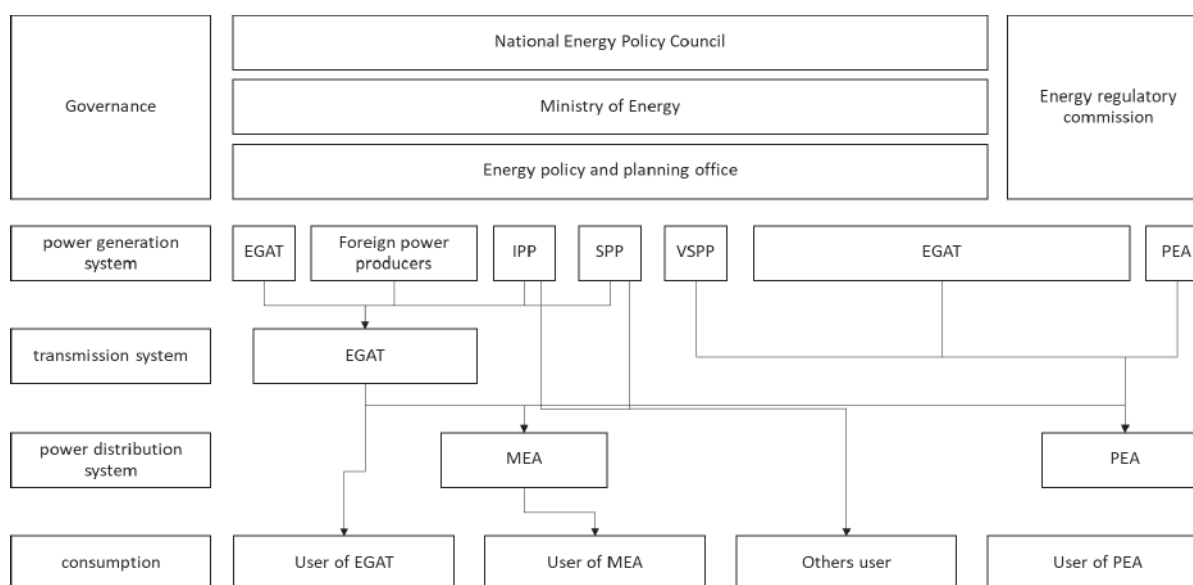 National Energy Policy Council
Governance
Ministry of Energy
Energy regulatory
commission
Energy policy and planning office
power generation
system
EGAT
Foreign power
producers
IPP
SPP
VSPP
EGAT
PEA
transmission system
EGAT
power distribution
system
MEA
PEA
consumption
User of EGAT
User of MEA
Others user
User of PEA